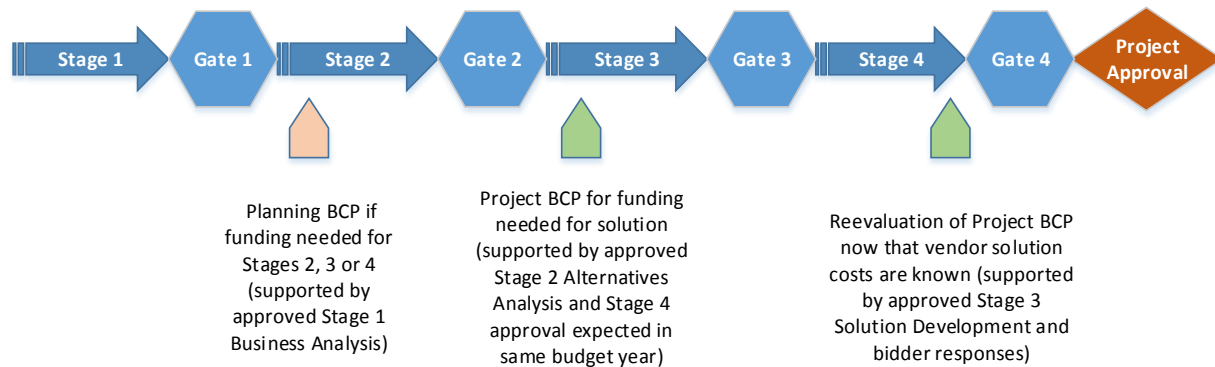 Stage 1
Gate 1
Stage 2
Gate 2
Stage 3
Gate 3
Stage 4
Gate 4
Project
Approval
Planning BCP if
funding needed for
Stages 2, 3 or 4
(supported by
approved Stage 1
Business Analysis)
Project BCP for funding
needed for solution
(supported by approved
Stage 2 Alternatives
Analysis and Stage 4
approval expected in
same budget year)
Reevaluation of Project BCP
now that vendor solution
costs are known (supported
by approved Stage 3
Solution Development and
bidder responses)